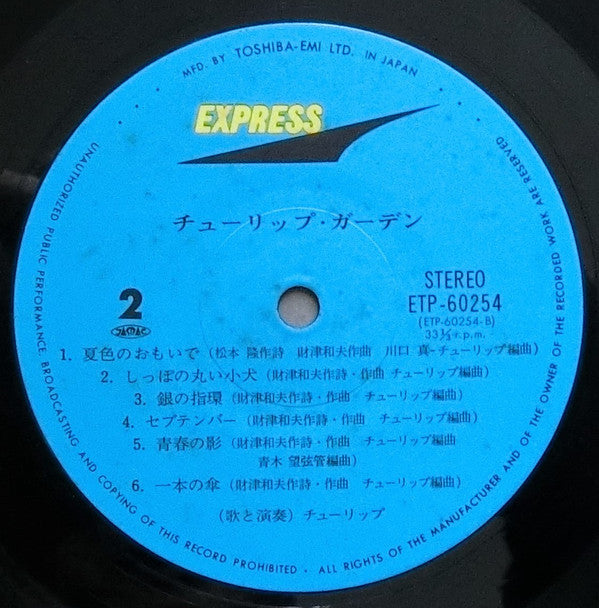 MFD. BY TOSHIBA-EMI LTD. IN JAPAN
EXPRESS
チューリップ・ガーデン
STEREO
ETP-60254
(ETP-60254-B)
33 1/3 r.p.m.
2
JASRAC
1. 夏色のおもいで (松本 隆作詩 財津和夫作曲 川口 真〜チューリップ編曲)
2. しっぽの丸い小犬 (財津和夫作詩・作曲 チューリップ編曲)
3. 銀の指環 (財津和夫作詩・作曲 チューリップ編曲)
4. セプテンバー (財津和夫作詩・作曲 チューリップ編曲)
5. 青春の影 (財津和夫作詩・作曲 チューリップ編曲
青木 望弦管編曲)
6. 一本の傘 (財津和夫作詩・作曲 チューリップ編曲)
(歌と演奏) チューリップ
UNAUTHORIZED PUBLIC PERFORMANCE BROADCASTING AND COPYING OF THIS RECORD PROHIBITED • ALL RIGHTS OF THE MANUFACTURER AND OF THE OWNER OF THE RECORDED WORK ARE RESERVED